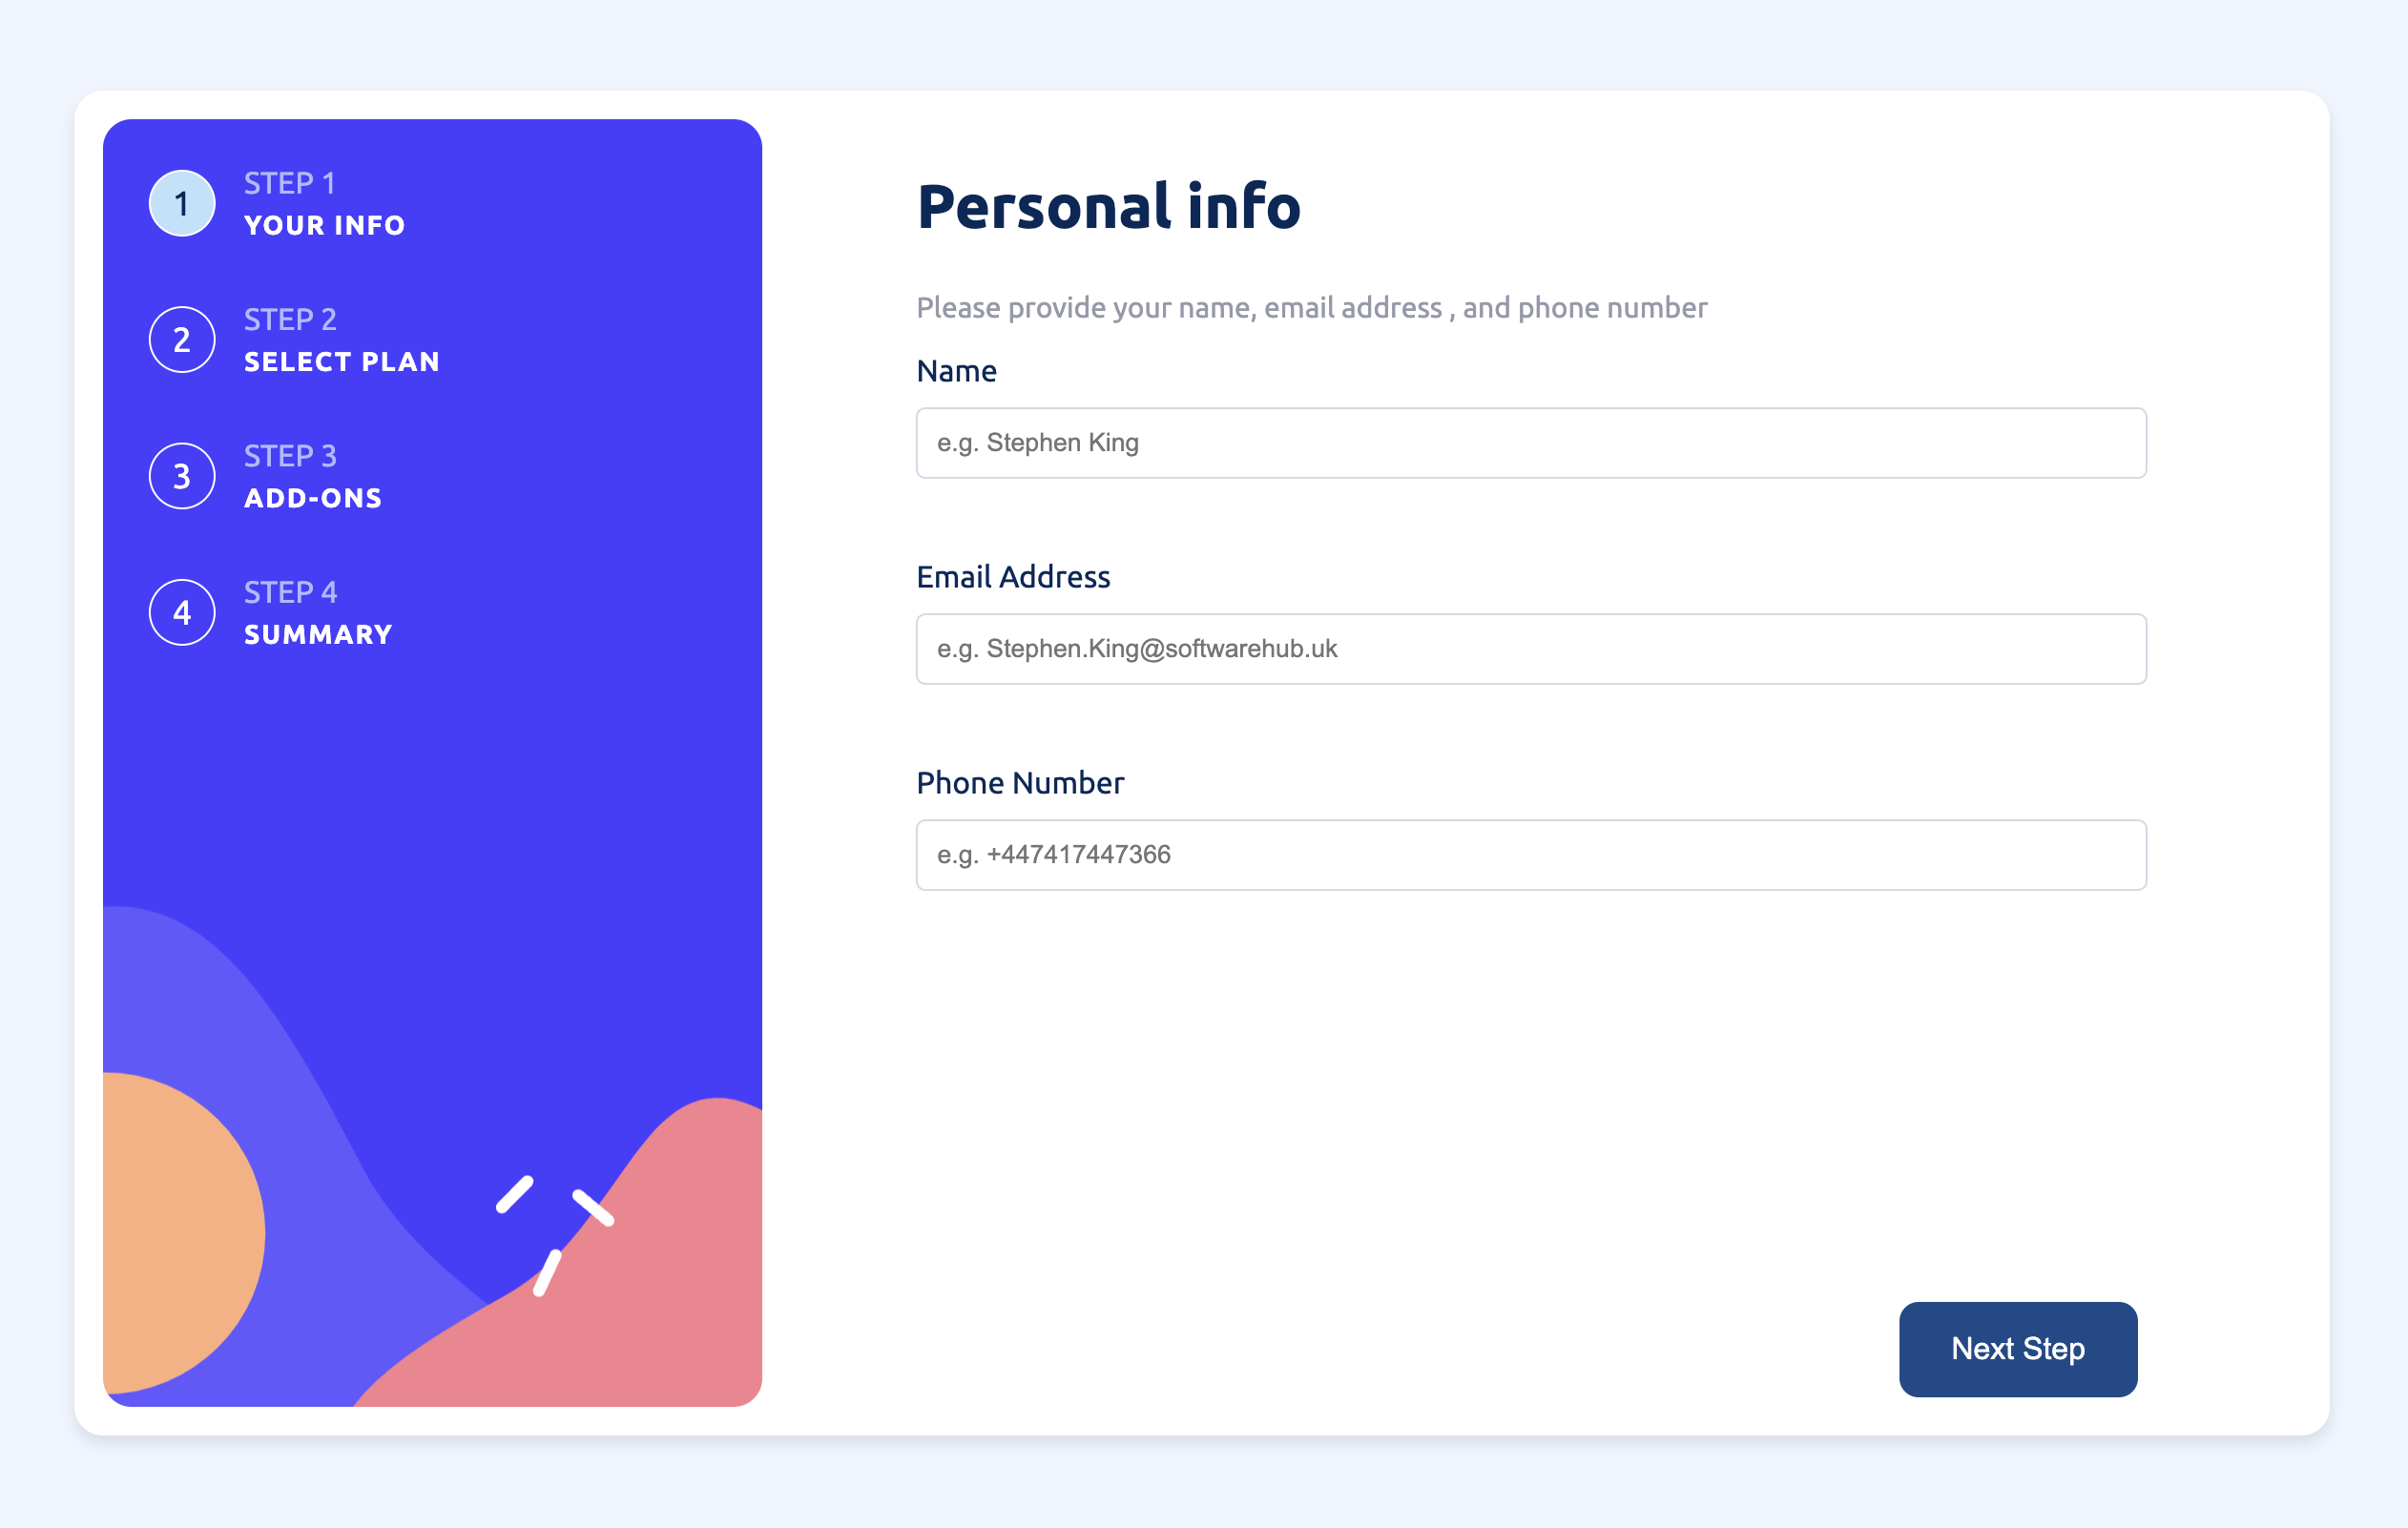 1
STEP 1
YOUR INFO
2
STEP 2
SELECT PLAN
3
STEP 3
ADD-ONS
4
STEP 4
SUMMARY
Personal info
Please provide your name, email address , and phone number
Name
e.g. Stephen King
Email Address
e.g. Stephen.King@softwarehub.uk
Phone Number
e.g. +447417447366
Next Step